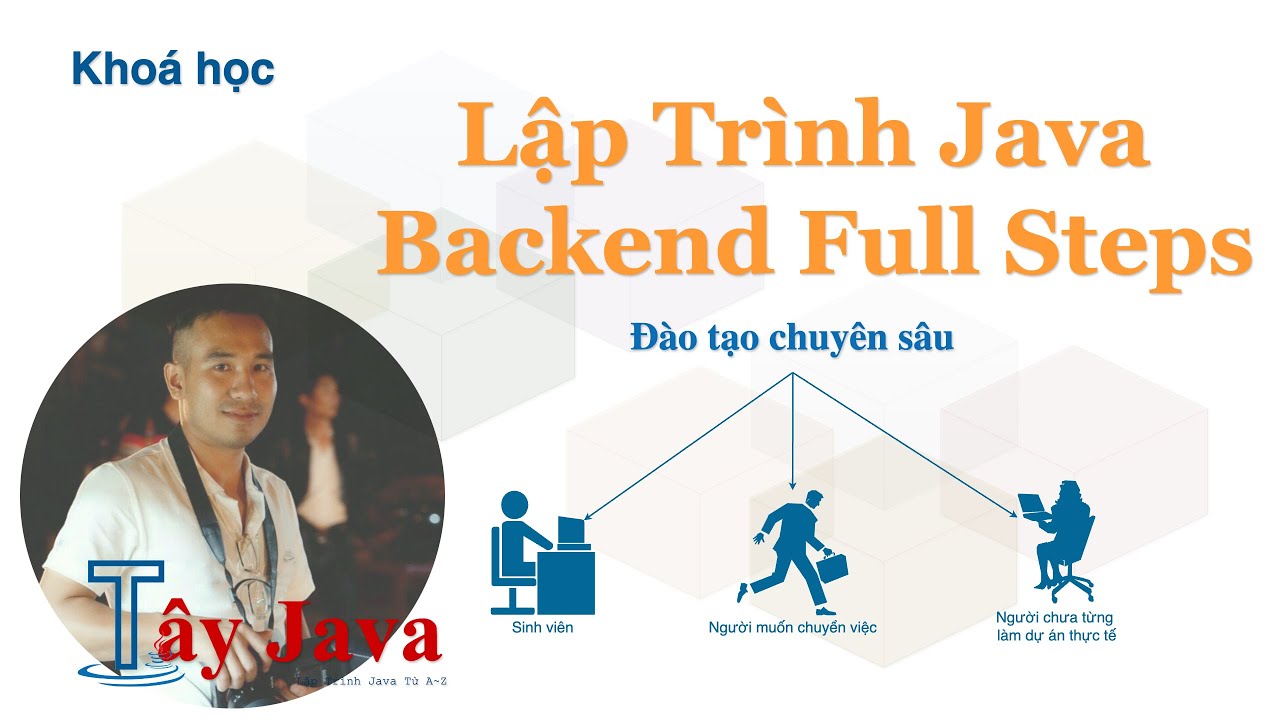 Khoá học
Lập Trình Java
Backend Full Steps
Đào tạo chuyên sâu
Sinh viên
Người muốn chuyển việc
Người chưa từng
làm dự án thực tế
Tây Java
Lập Trình Java Từ A~Z